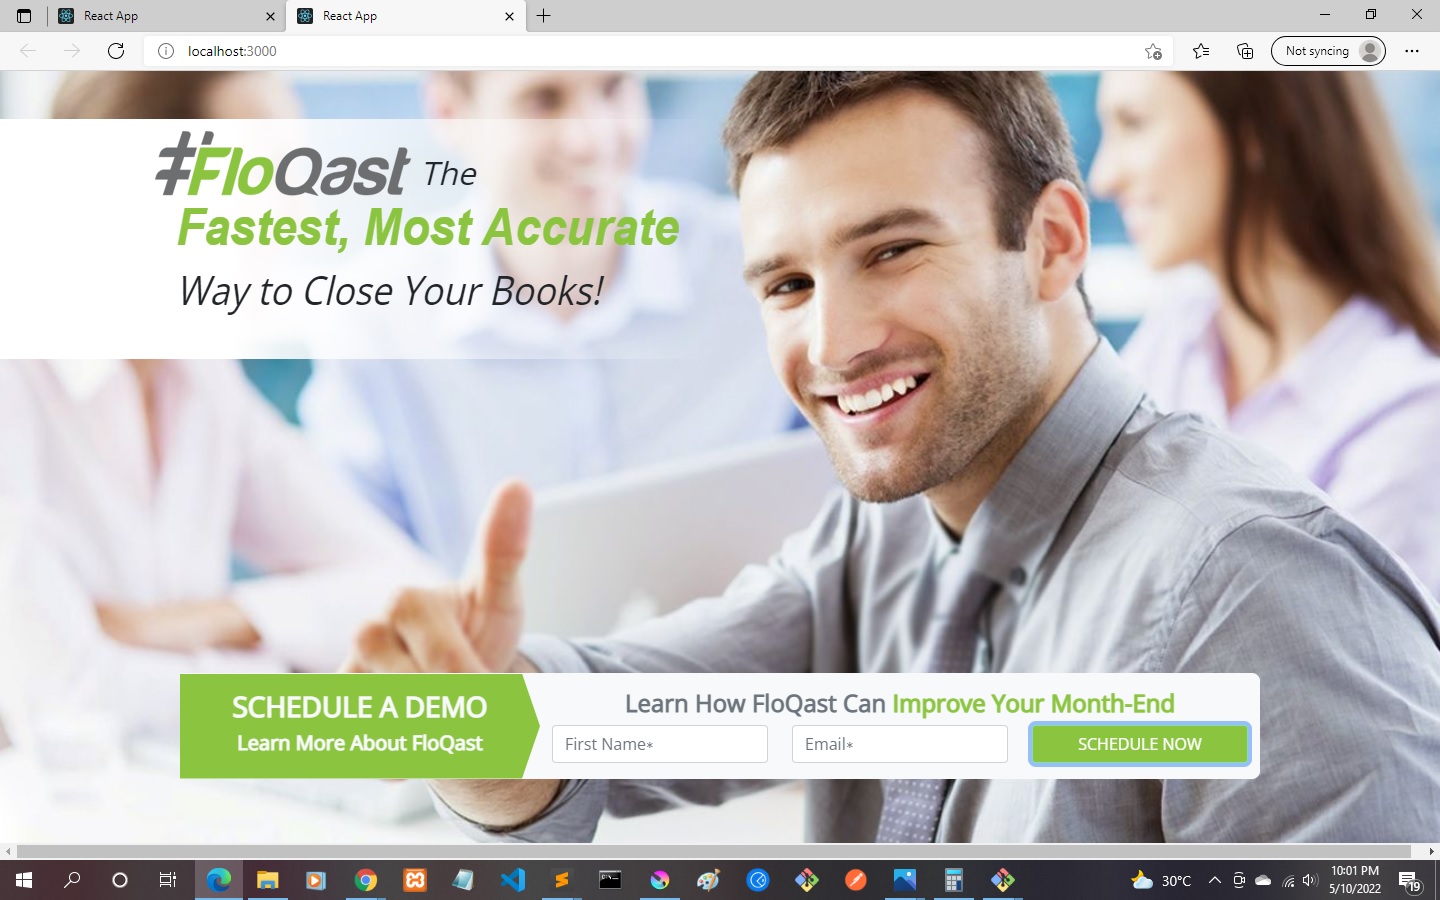 React App
React App
localhost:3000
Not syncing
#FloQast The
Fastest, Most Accurate
Way to Close Your Books!
SCHEDULE A DEMO
Learn More About FloQast
Learn How FloQast Can Improve Your Month-End
First Name*
Email*
SCHEDULE NOW
30°C
10:01 PM
5/10/2022
19